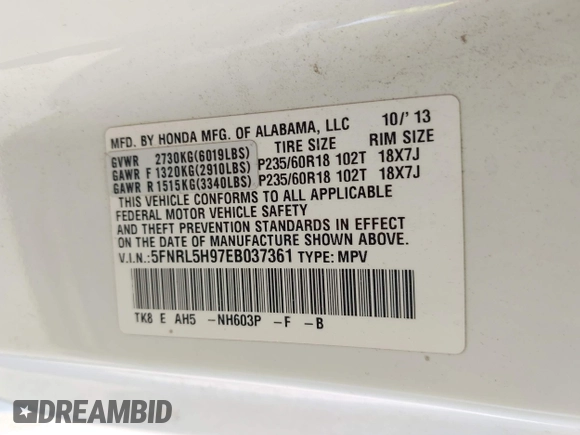 MFD. BY HONDA MFG. OF ALABAMA, LLC 10/' 13
TIRE SIZE RIM SIZE
GVWR 2730KG(6019LBS)
GAWR F 1320KG(2910LBS) P235/60R18 102T 18X7J
GAWR R 1515KG(3340LBS) P235/60R18 102T 18X7J
THIS VEHICLE CONFORMS TO ALL APPLICABLE
FEDERAL MOTOR VEHICLE SAFETY
AND THEFT PREVENTION STANDARDS IN EFFECT
ON THE DATE OF MANUFACTURE SHOWN ABOVE.
V.I.N.:5FNRL5H97EB037361 TYPE: MPV
TK8 E AH5 -NH603P -F -B
DREAMBID